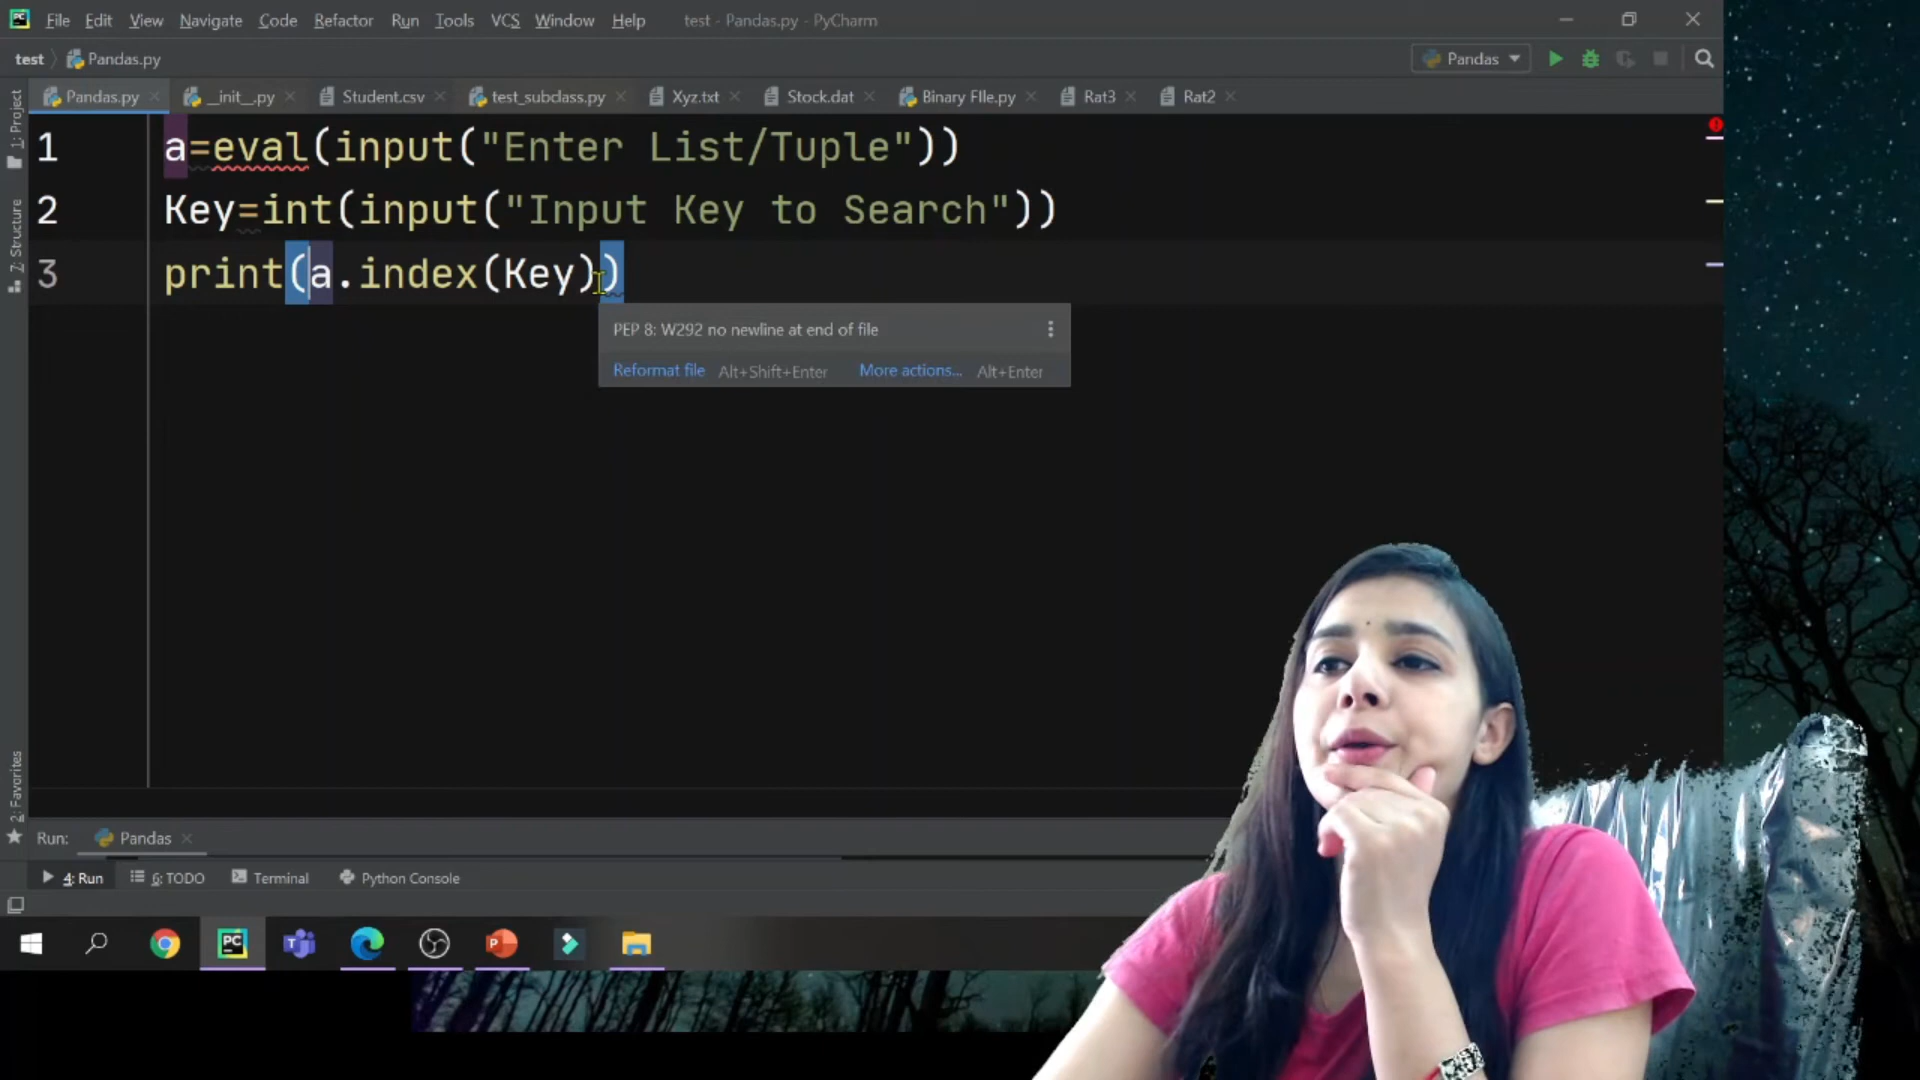 File Edit View Navigate Code Refactor Run Tools VCS Window Help test - Pandas.py - PyCharm
test Pandas.py Pandas
Pandas.py __init__.py Student.csv test_subclass.py Xyz.txt Stock.dat Binary FIle.py Rat3 Rat2
1: Project
Z: Structure
2: Favorites
1 a=eval(input("Enter List/Tuple"))
2 Key=int(input("Input Key to Search"))
3 print(a.index(Key))
PEP 8: W292 no newline at end of file
Reformat file Alt+Shift+Enter More actions... Alt+Enter
Run: Pandas
4: Run 6: TODO Terminal Python Console